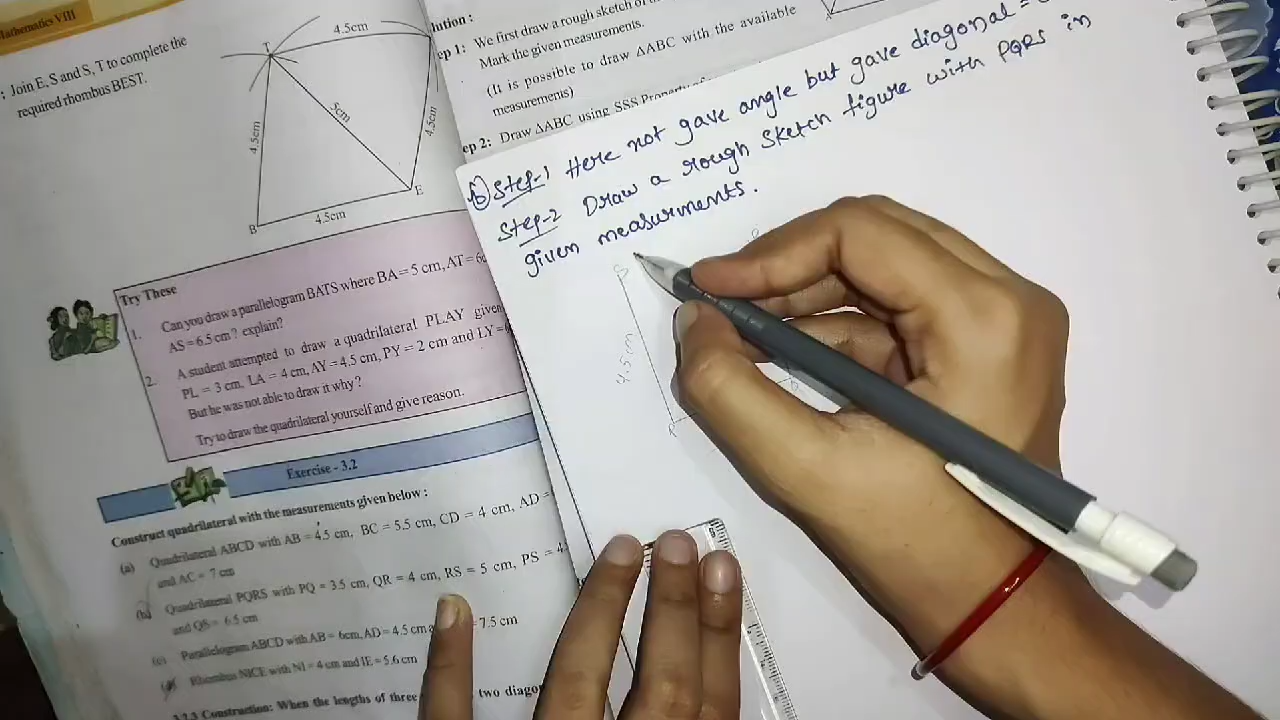 Mathematics VIII
: Join E, S and S, T to complete the
required rhombus BEST.
T
4.5cm
4.5cm
5cm
4.5cm
E
B
4.5cm
Try These
1. Can you draw a parallelogram BATS where BA = 5 cm, AT = 6
AS = 6.5 cm ? explain?
2. A student attempted to draw a quadrilateral PLAY given
PL = 3 cm, LA = 4 cm, AY = 4.5 cm, PY = 2 cm and LY =
But he was not able to draw it why ?
Try to draw the quadrilateral yourself and give reason.
Exercise - 3.2
Construct quadrilateral with the measurements given below :
(a) Quadrilateral ABCD with AB = 4.5 cm, BC = 5.5 cm, CD = 4 cm, AD =
and AC = 7 cm
(b) Quadrilateral PQRS with PQ = 3.5 cm, QR = 4 cm, RS = 5 cm, PS = 4
and QS = 6.5 cm
(c) Parallelogram ABCD with AB = 6cm, AD = 4.5 cm = 7.5 cm
Rhombus NICE with NI = 4 cm and IE = 5.6 cm
3.2.3 Construction: When the lengths of three two
lution :
ep 1: We first draw a rough sketch of
Mark the given measurements.
(It is possible to draw ΔABC with the available
measurements)
ep 2: Draw ΔABC using SSS Property
A
b) Step-1 Here not gave angle but gave diagonal =
Step-2 Draw a rough sketch figure with PQRS in
given measurments.
4.5 cm
R